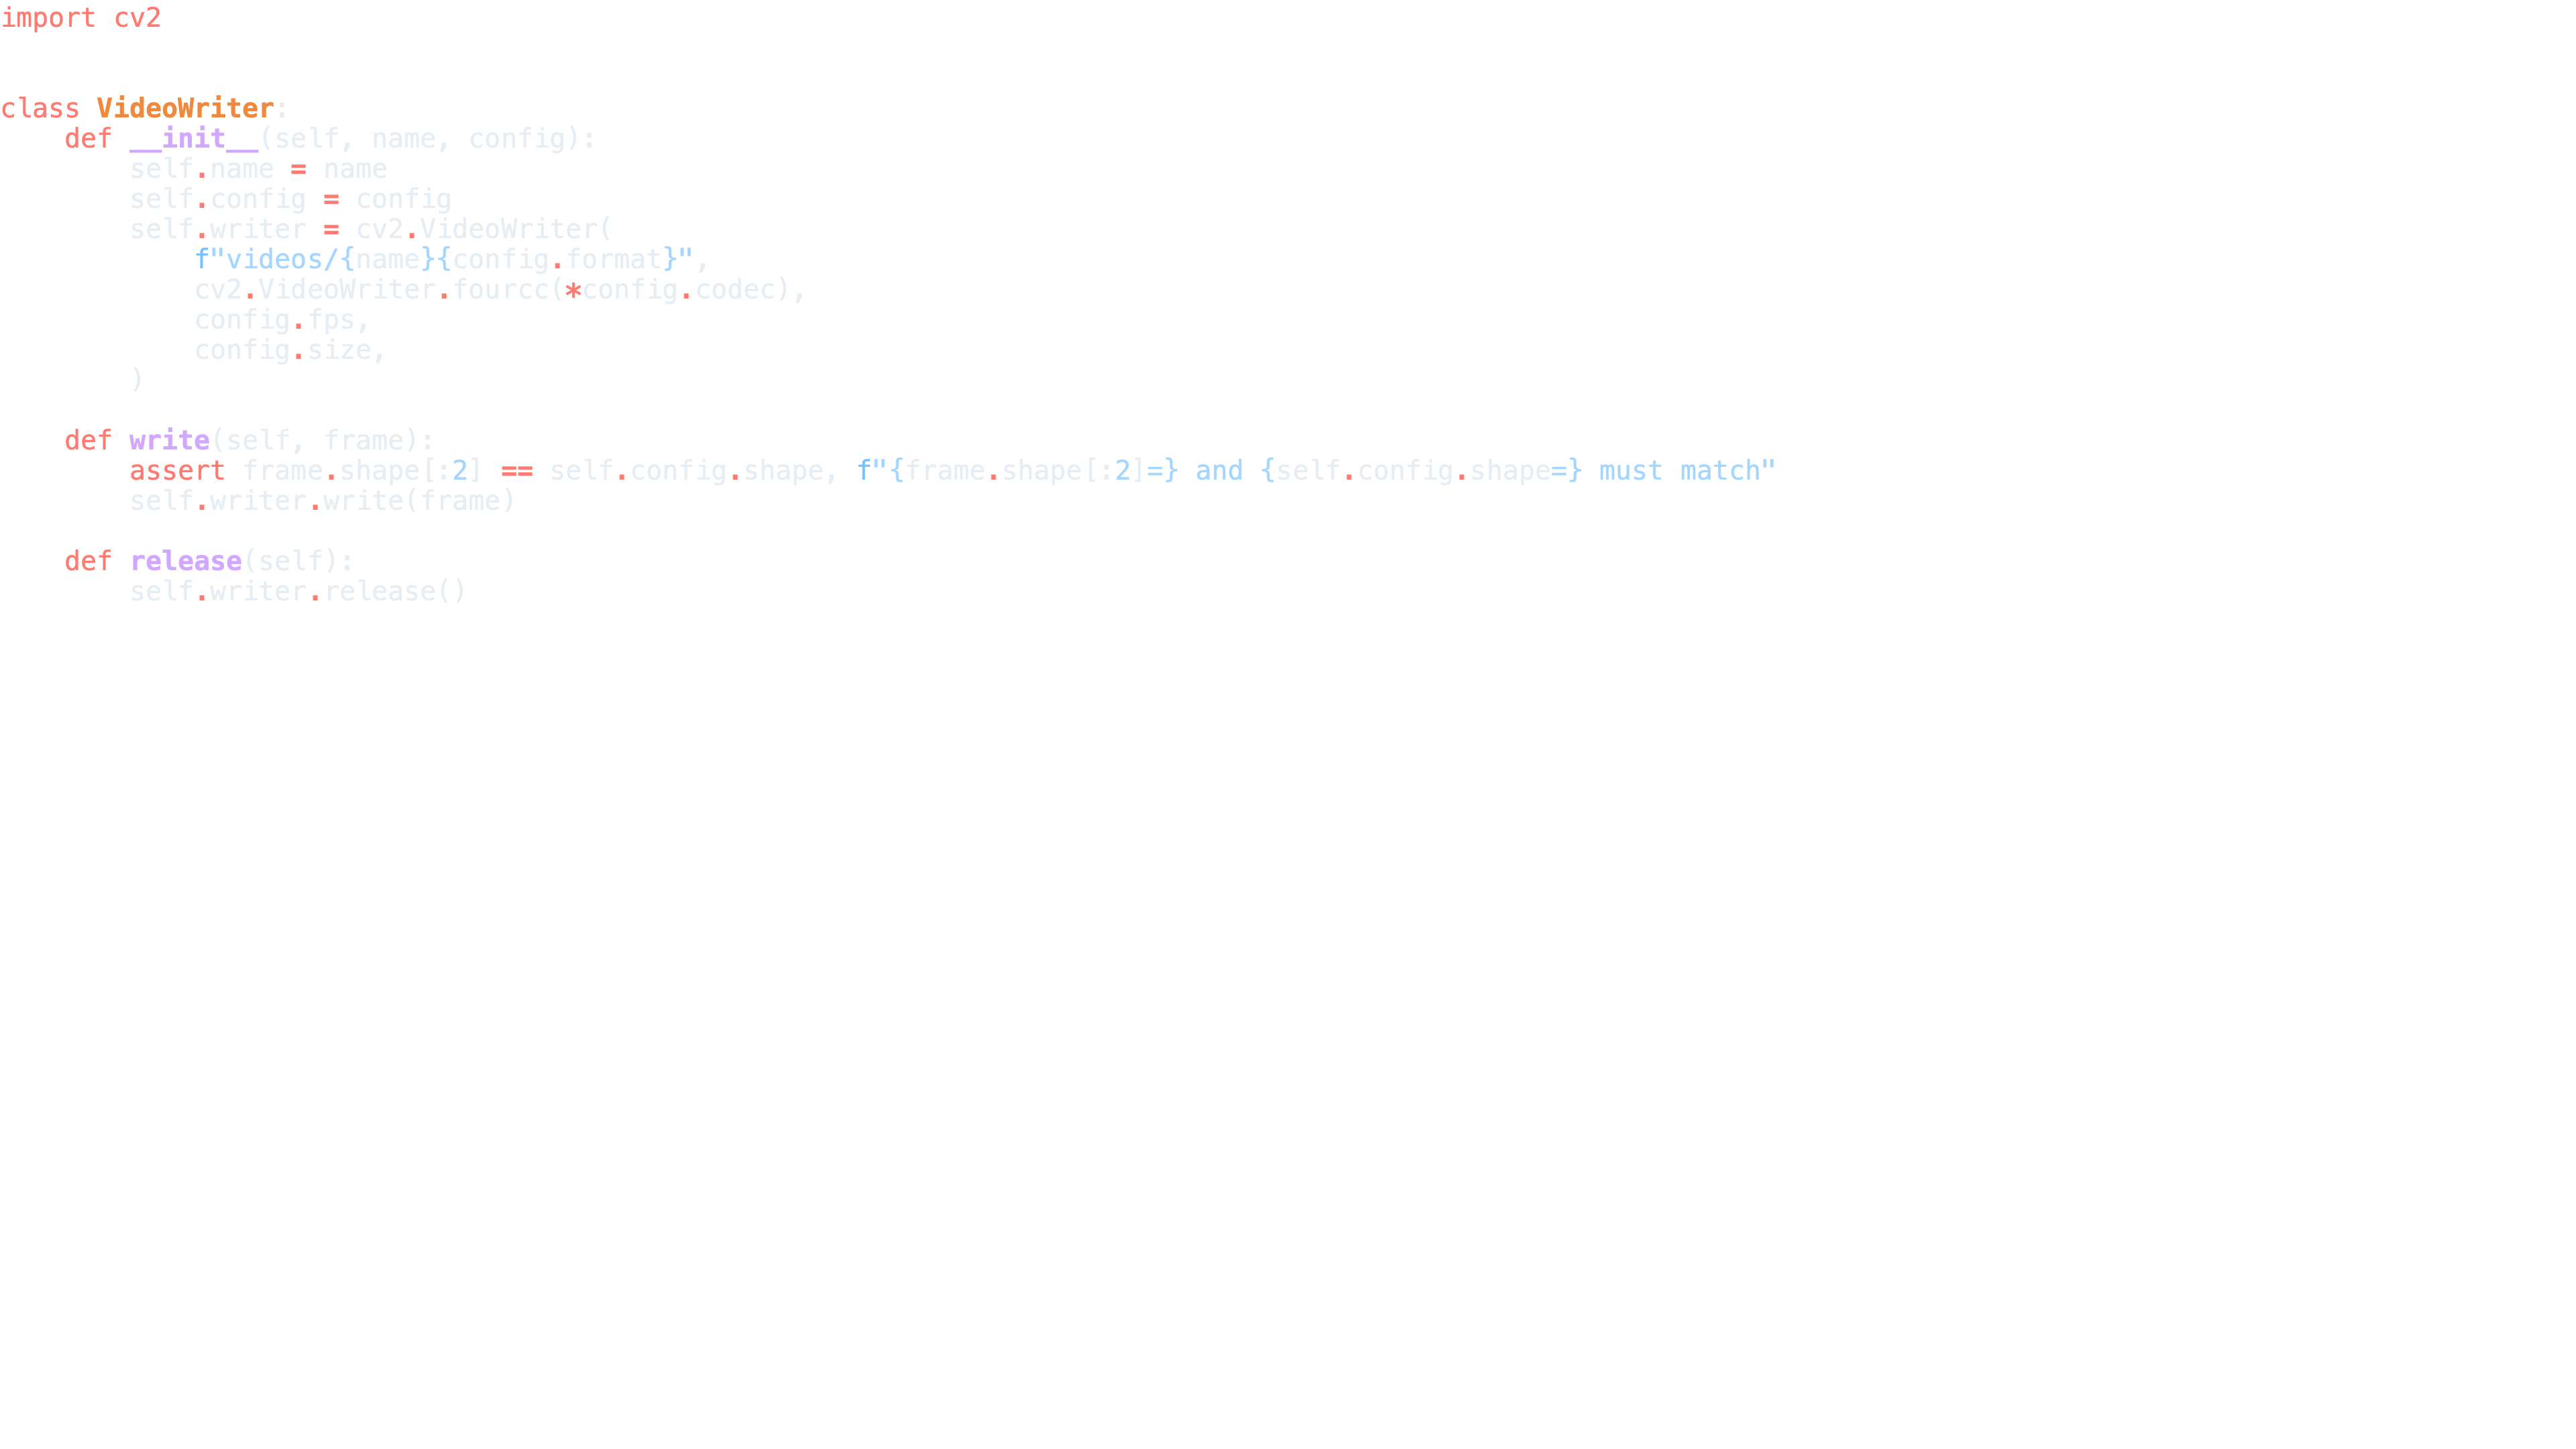 import cv2
class VideoWriter:
    def __init__(self, name, config):
        self.name = name
        self.config = config
        self.writer = cv2.VideoWriter(
            f"videos/{name}{config.format}",
            cv2.VideoWriter.fourcc(*config.codec),
            config.fps,
            config.size,
        )
    def write(self, frame):
        assert frame.shape[:2] == self.config.shape, f"{frame.shape[:2]=} and {self.config.shape=} must match"
        self.writer.write(frame)
    def release(self):
        self.writer.release()